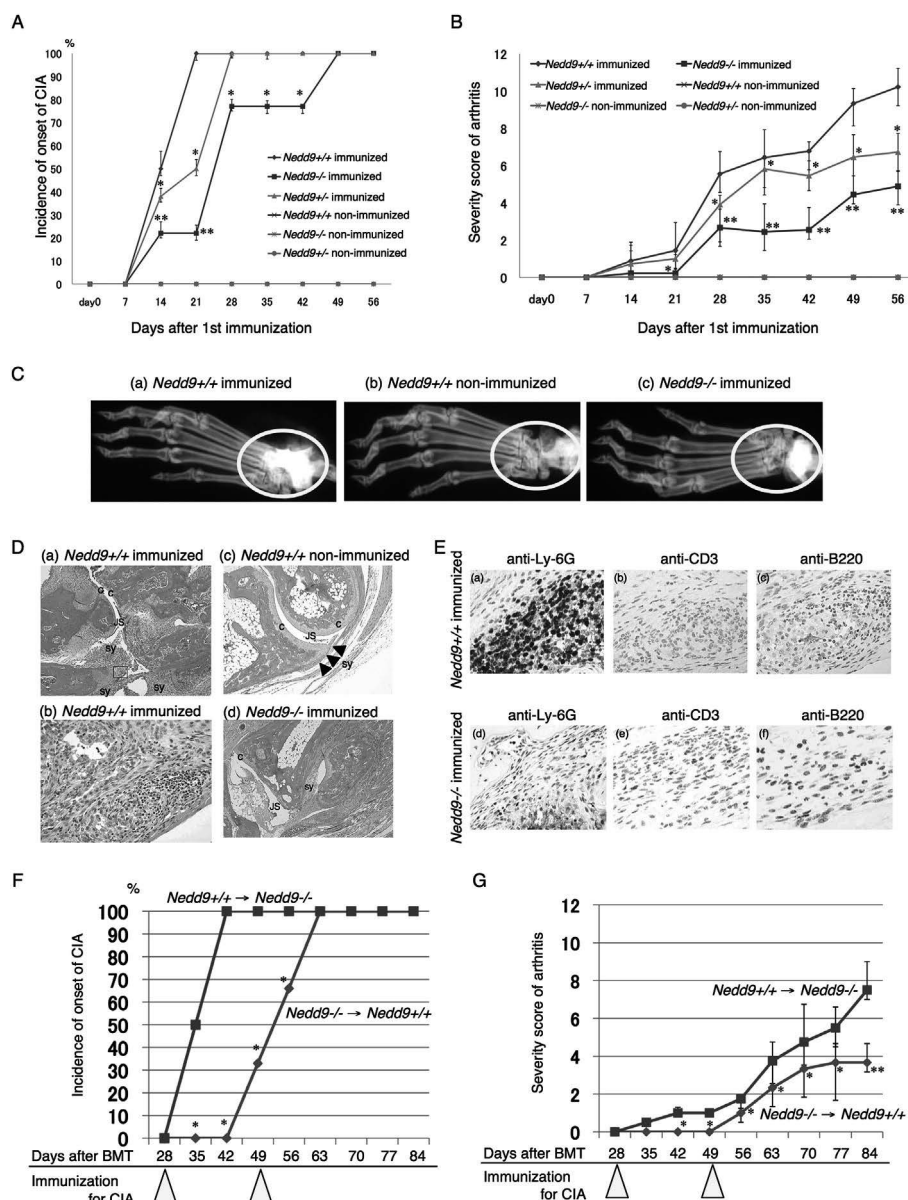 A
%
100
90
80
70
60
50
40
30
20
10
0
Incidence of onset of CIA
* * *
*
*
** **
Nedd9+/+ immunized
Nedd9-/- immunized
Nedd9+/- immunized
Nedd9+/+ non-immunized
Nedd9-/- non-immunized
Nedd9+/- non-immunized
day0 7 14 21 28 35 42 49 56
Days after 1st immunization
B
12
10
8
6
4
2
0
Severity score of arthritis
Nedd9+/+ immunized Nedd9-/- immunized
Nedd9+/- immunized Nedd9+/+ non-immunized
Nedd9-/- non-immunized Nedd9+/- non-immunized
* * * * *
* ** ** ** ** **
day0 7 14 21 28 35 42 49 56
Days after 1st immunization
C
(a) Nedd9+/+ immunized (b) Nedd9+/+ non-immunized (c) Nedd9-/- immunized
D
(a) Nedd9+/+ immunized (c) Nedd9+/+ non-immunized
c
JS
sy
sy
sy
c
c
JS
sy
(b) Nedd9+/+ immunized (d) Nedd9-/- immunized
c
JS
sy
E
Nedd9+/+ immunized
anti-Ly-6G anti-CD3 anti-B220
(a) (b) (c)
Nedd9-/- immunized
anti-Ly-6G anti-CD3 anti-B220
(d) (e) (f)
F
%
100
90
80
70
60
50
40
30
20
10
0
Incidence of onset of CIA
Nedd9+/+ → Nedd9-/-
Nedd9-/- → Nedd9+/+
* * * *
Days after BMT 28 35 42 49 56 63 70 77 84
Immunization
for CIA
G
12
10
8
6
4
2
0
Severity score of arthritis
Nedd9+/+ → Nedd9-/-
Nedd9-/- → Nedd9+/+
* * * * * * **
Days after BMT 28 35 42 49 56 63 70 77 84
Immunization
for CIA